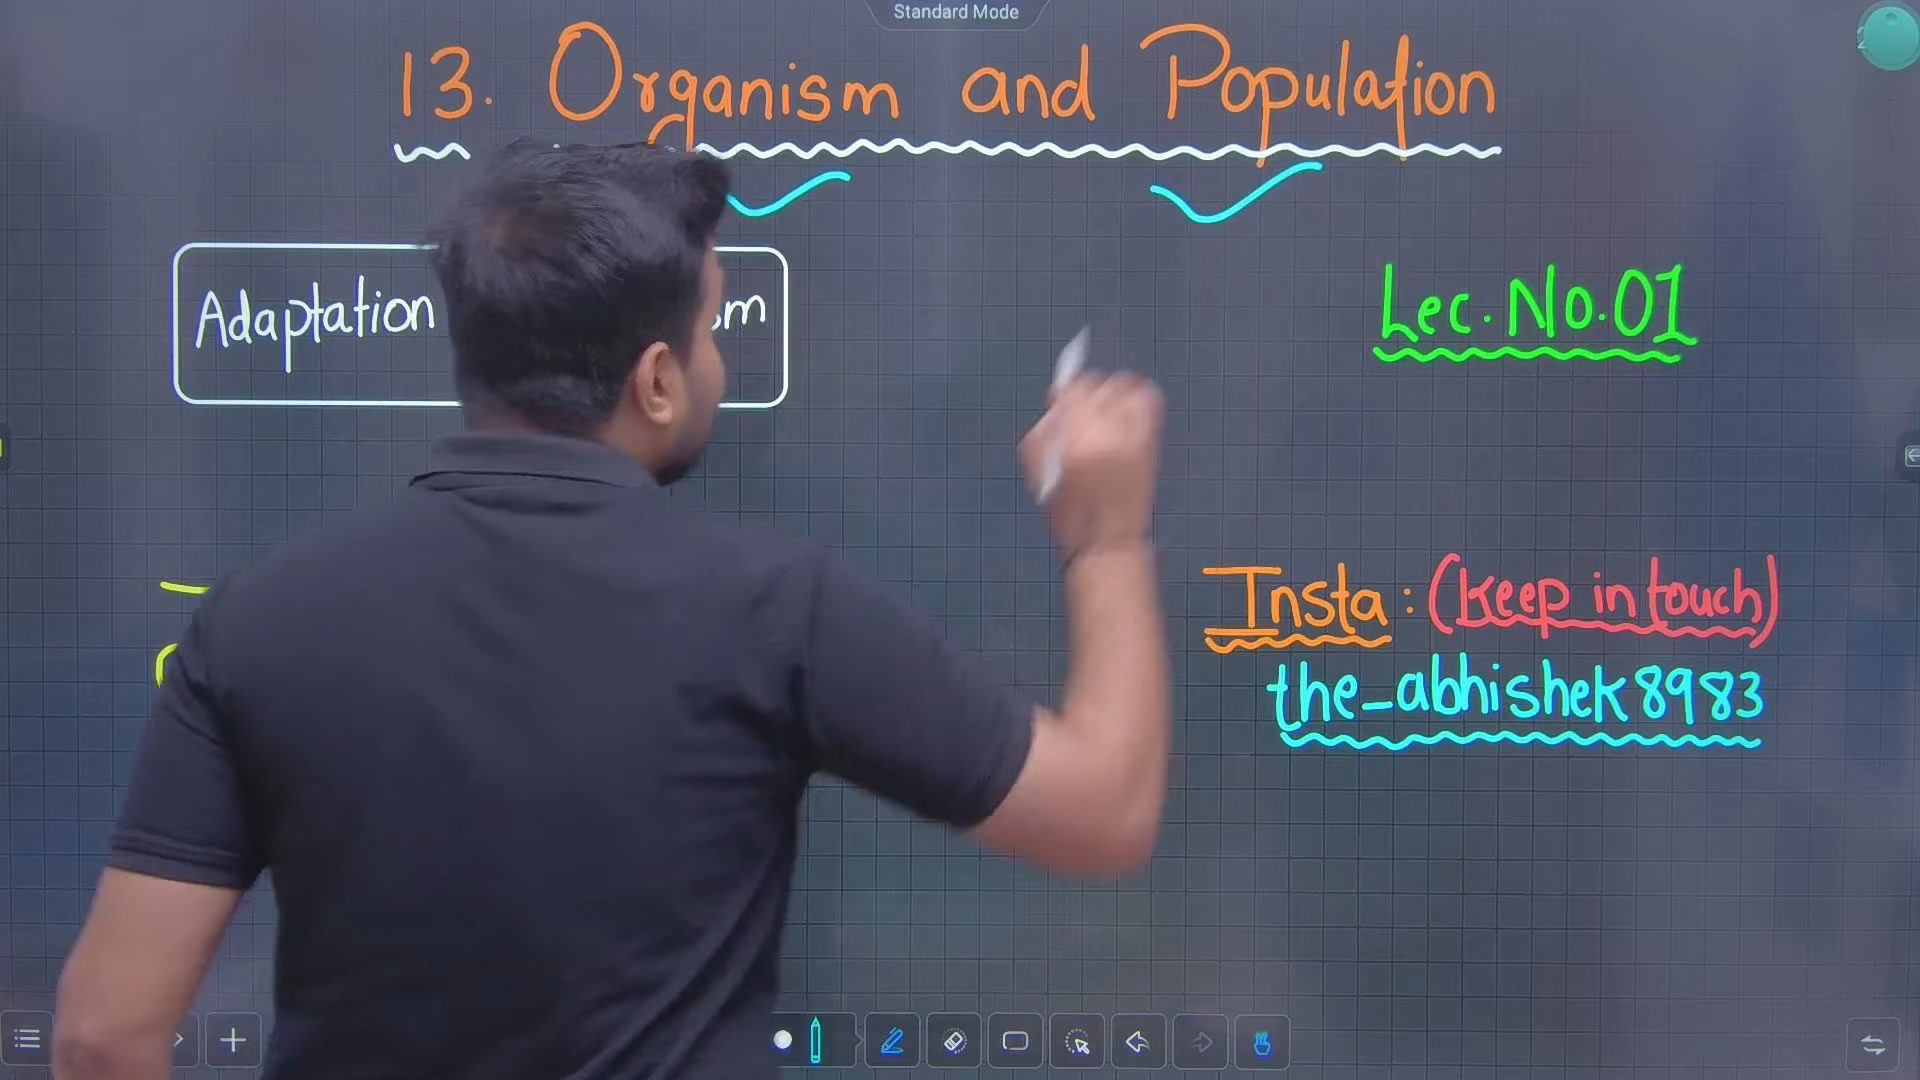 Standard Mode
13. Organism and Population
Adaptation
Lec. No. 01
Insta : (keep in touch)
the_abhishek8983